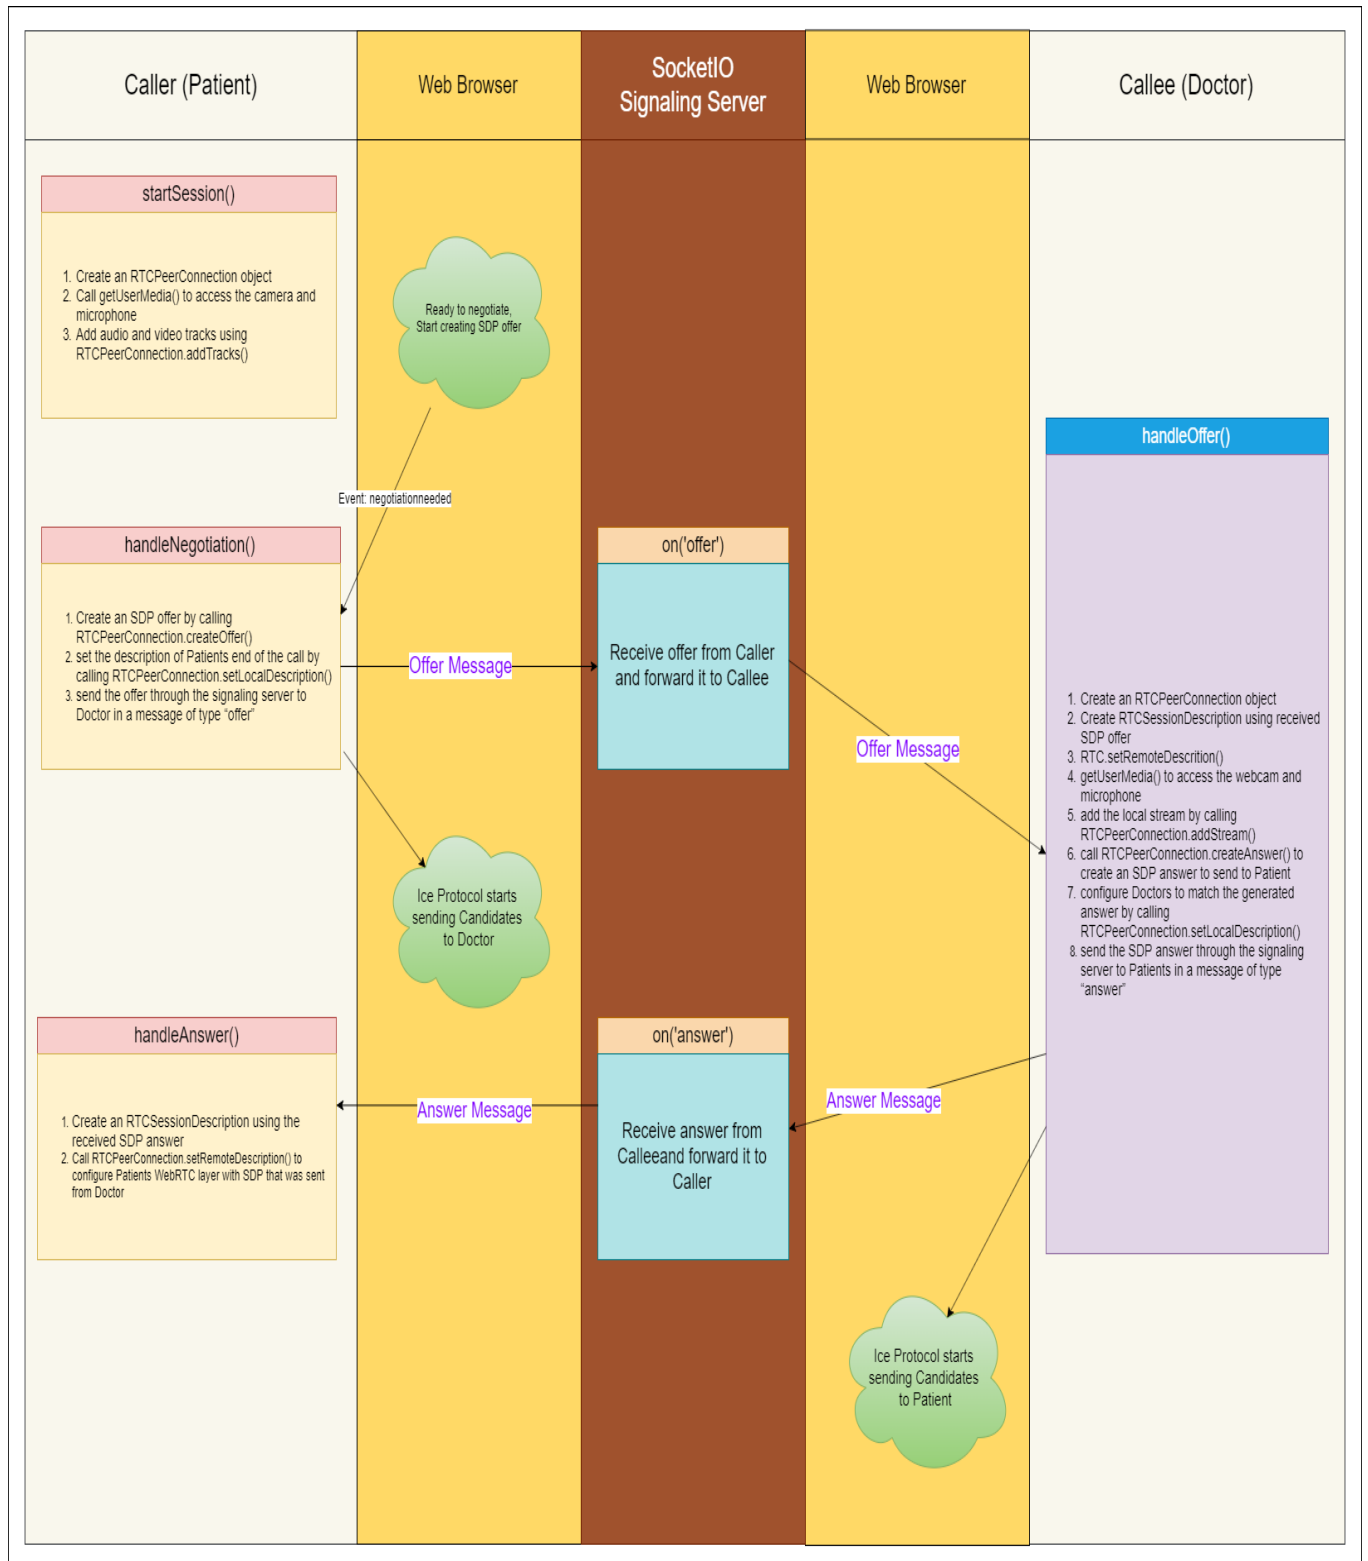 Caller (Patient)
Web Browser
SocketIO
Signaling Server
Web Browser
Callee (Doctor)
startSession()
1. Create an RTCPeerConnection object
2. Call getUserMedia() to access the camera and
microphone
3. Add audio and video tracks using
RTCPeerConnection.addTracks()
Ready to negotiate,
Start creating SDP offer
Event: negotiationneeded
handleNegotiation()
1. Create an SDP offer by calling
RTCPeerConnection.createOffer()
2. set the description of Patients end of the call by
calling RTCPeerConnection.setLocalDescription()
3. send the offer through the signaling server to
Doctor in a message of type “offer”
Offer Message
on('offer')
Receive offer from Caller
and forward it to Callee
Offer Message
handleOffer()
1. Create an RTCPeerConnection object
2. Create RTCSessionDescription using received
SDP offer
3. RTC.setRemoteDescrition()
4. getUserMedia() to access the webcam and
microphone
5. add the local stream by calling
RTCPeerConnection.addStream()
6. call RTCPeerConnection.createAnswer() to
create an SDP answer to send to Patient
7. configure Doctors to match the generated
answer by calling
RTCPeerConnection.setLocalDescription()
8. send the SDP answer through the signaling
server to Patients in a message of type
“answer”
Ice Protocol starts
sending Candidates
to Doctor
handleAnswer()
1. Create an RTCSessionDescription using the
received SDP answer
2. Call RTCPeerConnection.setRemoteDescription() to
configure Patients WebRTC layer with SDP that was sent
from Doctor
Answer Message
on('answer')
Receive answer from
Calleeand forward it to
Caller
Answer Message
Ice Protocol starts
sending Candidates
to Patient